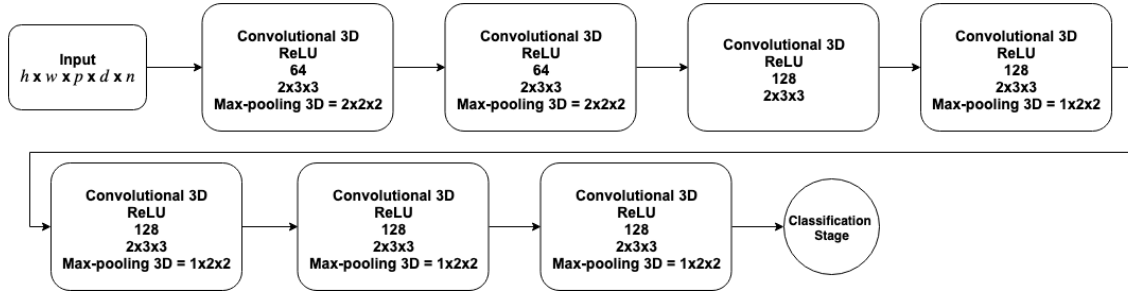 Input
h x w x p x d x n
Convolutional 3D
ReLU
64
2x3x3
Max-pooling 3D = 2x2x2
Convolutional 3D
ReLU
64
2x3x3
Max-pooling 3D = 2x2x2
Convolutional 3D
ReLU
128
2x3x3
Convolutional 3D
ReLU
128
2x3x3
Max-pooling 3D = 1x2x2
Convolutional 3D
ReLU
128
2x3x3
Max-pooling 3D = 1x2x2
Convolutional 3D
ReLU
128
2x3x3
Max-pooling 3D = 1x2x2
Convolutional 3D
ReLU
128
2x3x3
Max-pooling 3D = 1x2x2
Classification
Stage